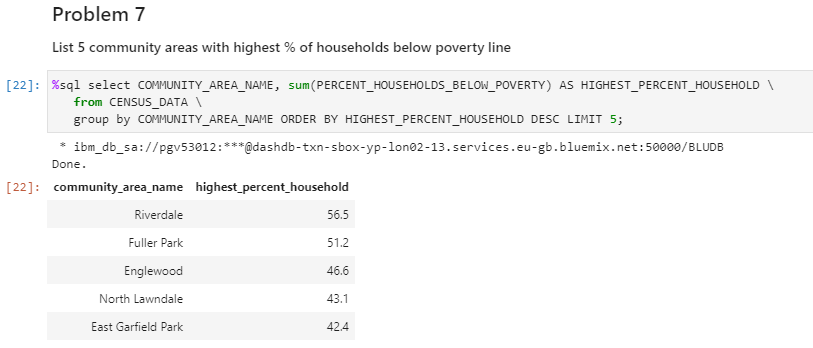 Problem 7
List 5 community areas with highest % of households below poverty line
[22]: %sql select COMMUNITY_AREA_NAME, sum(PERCENT_HOUSEHOLDS_BELOW_POVERTY) AS HIGHEST_PERCENT_HOUSEHOLD \
from CENSUS_DATA \
group by COMMUNITY_AREA_NAME ORDER BY HIGHEST_PERCENT_HOUSEHOLD DESC LIMIT 5;
* ibm_db_sa://pgv53012:***@dashdb-txn-sbox-yp-lon02-13.services.eu-gb.bluemix.net:50000/BLUDB
Done.
[22]: community_area_name highest_percent_household
Riverdale 56.5
Fuller Park 51.2
Englewood 46.6
North Lawndale 43.1
East Garfield Park 42.4